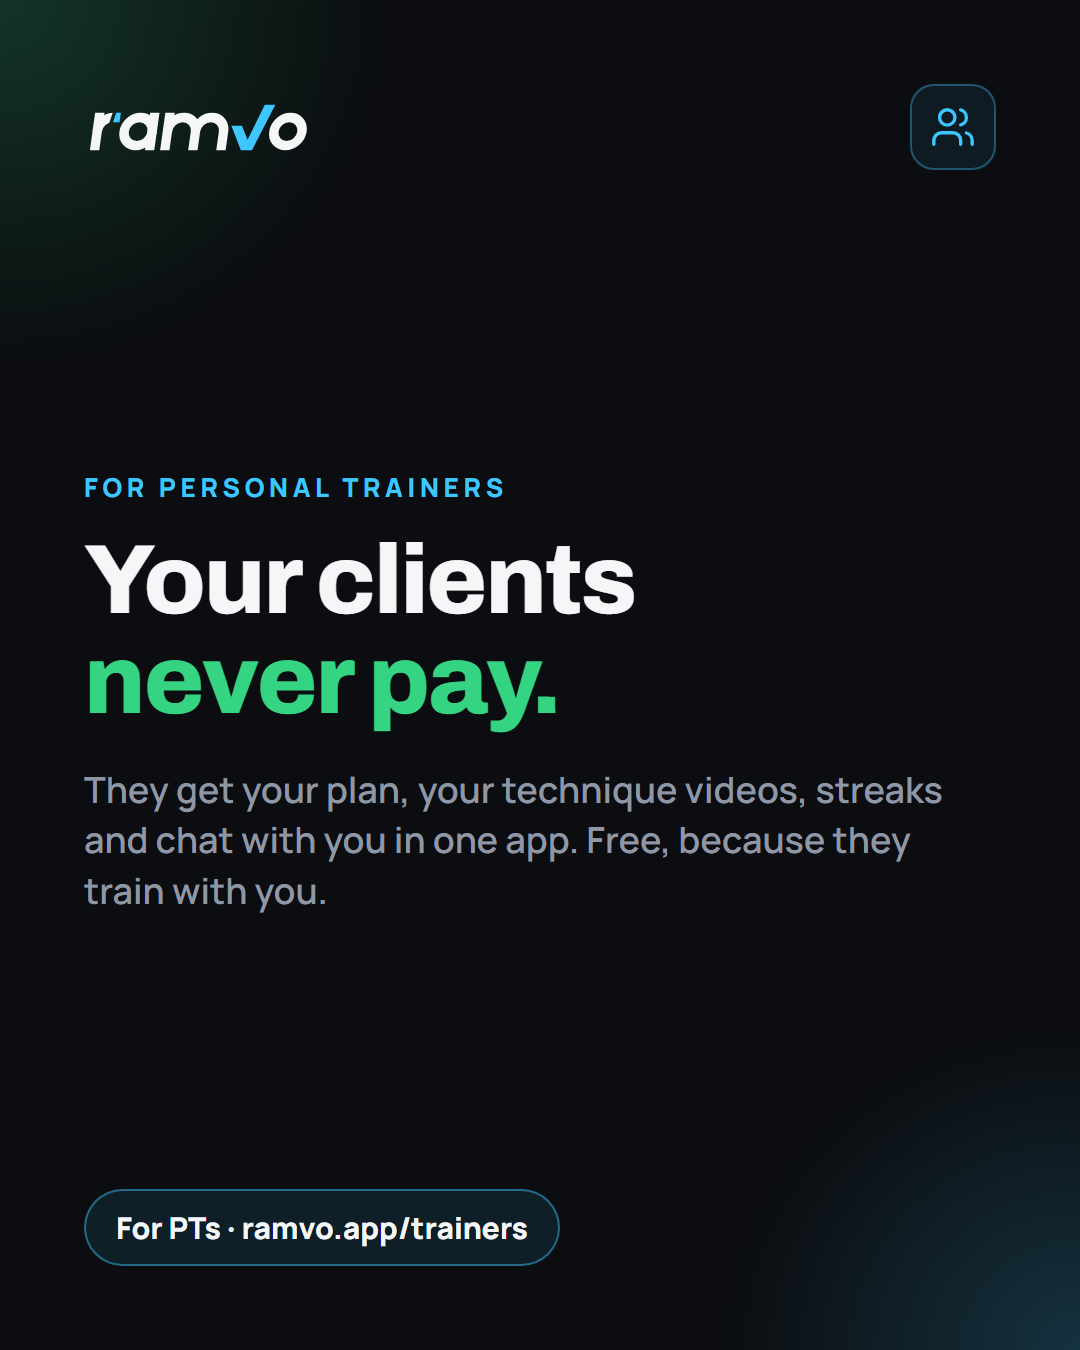 ramvo
FOR PERSONAL TRAINERS
Your clients
never pay.
They get your plan, your technique videos, streaks
and chat with you in one app. Free, because they
train with you.
For PTs · ramvo.app/trainers